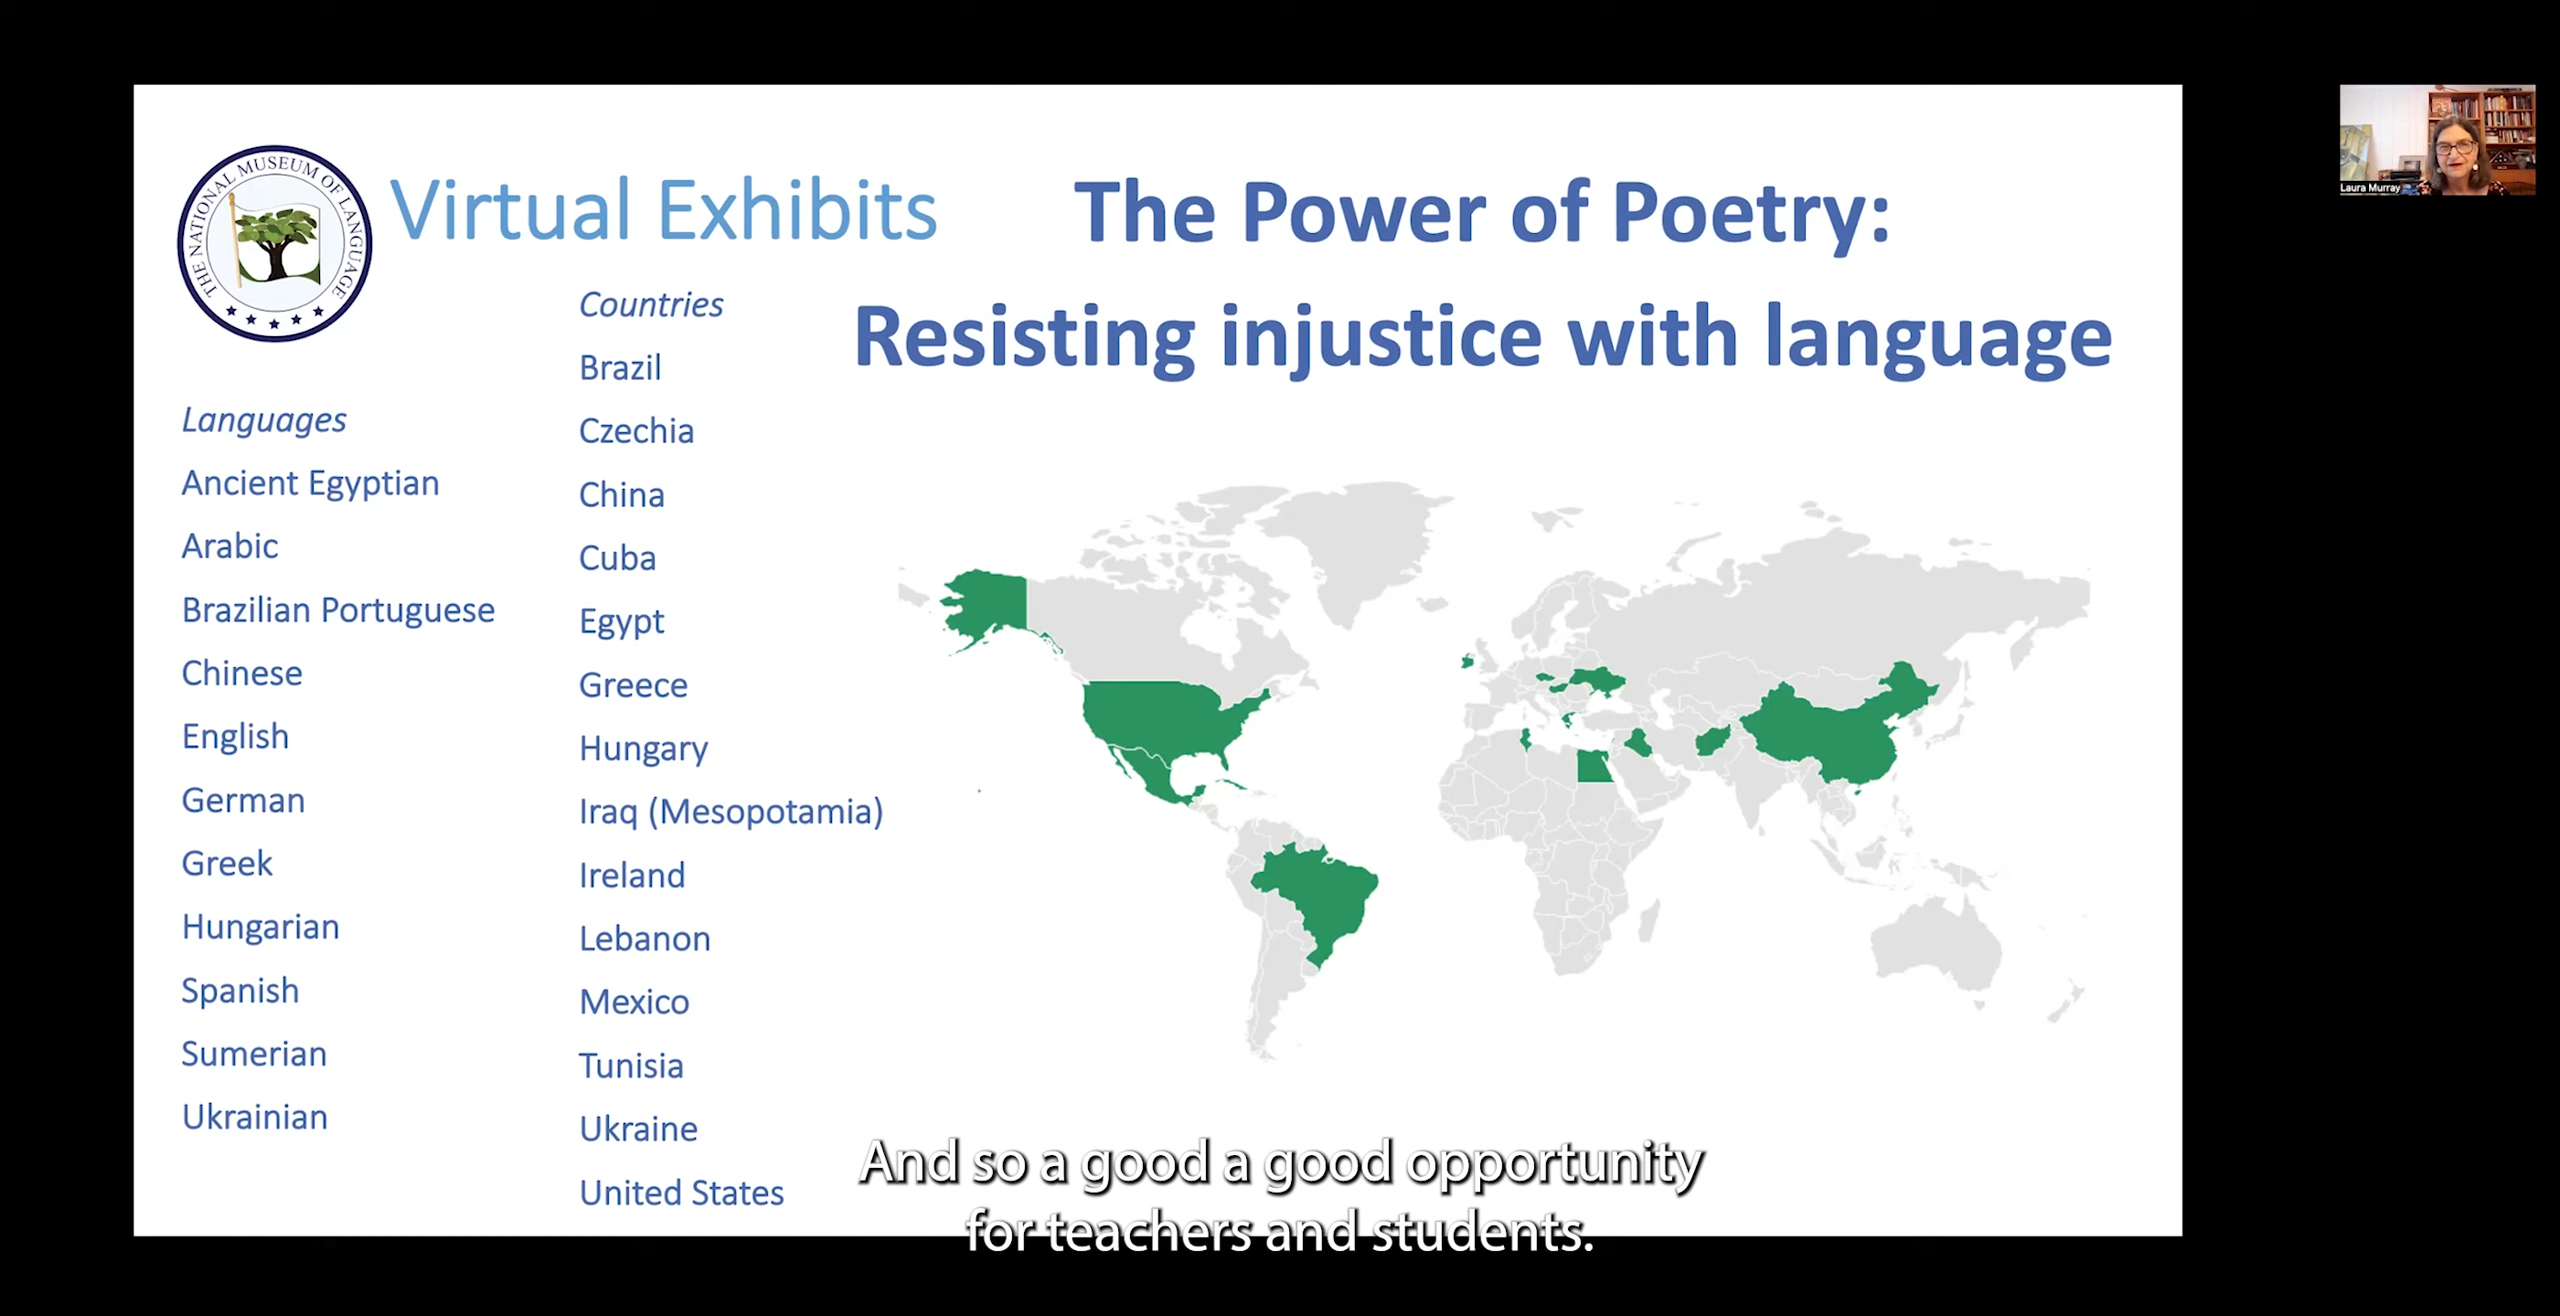 THE NATIONAL MUSEUM OF LANGUAGE
Virtual Exhibits
The Power of Poetry:
Resisting injustice with language
Languages
Ancient Egyptian
Arabic
Brazilian Portuguese
Chinese
English
German
Greek
Hungarian
Spanish
Sumerian
Ukrainian
Countries
Brazil
Czechia
China
Cuba
Egypt
Greece
Hungary
Iraq (Mesopotamia)
Ireland
Lebanon
Mexico
Tunisia
Ukraine
United States
Laura Murray
And so a good a good opportunity
for teachers and students.